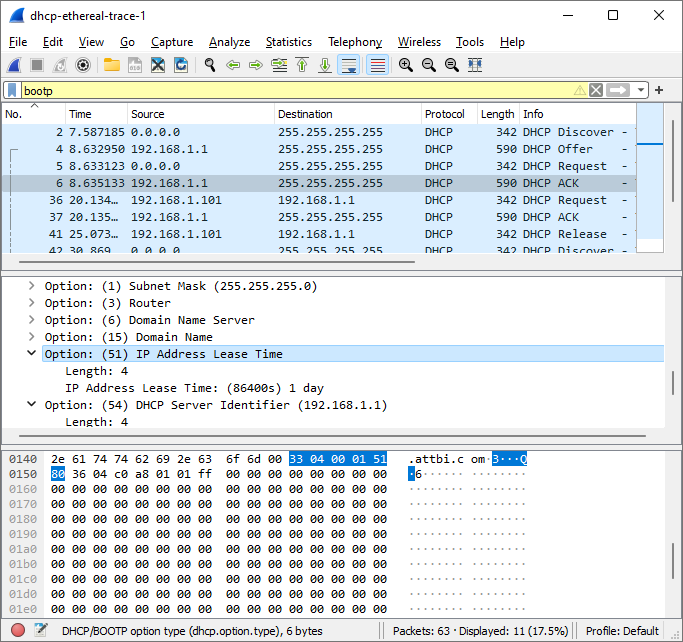 dhcp-ethereal-trace-1
File Edit View Go Capture Analyze Statistics Telephony Wireless Tools Help
bootp
No. Time Source Destination Protocol Length Info
2 7.587185 0.0.0.0 255.255.255.255 DHCP 342 DHCP Discover -
4 8.632950 192.168.1.1 255.255.255.255 DHCP 590 DHCP Offer -
5 8.633123 0.0.0.0 255.255.255.255 DHCP 342 DHCP Request -
6 8.635133 192.168.1.1 255.255.255.255 DHCP 590 DHCP ACK -
36 20.134… 192.168.1.101 192.168.1.1 DHCP 342 DHCP Request -
37 20.135… 192.168.1.1 255.255.255.255 DHCP 590 DHCP ACK -
41 25.073… 192.168.1.101 192.168.1.1 DHCP 342 DHCP Release -
42 30.869 0.0.0.0 255.255.255.255 DHCP 342 DHCP Discover -
Option: (1) Subnet Mask (255.255.255.0)
Option: (3) Router
Option: (6) Domain Name Server
Option: (15) Domain Name
Option: (51) IP Address Lease Time
Length: 4
IP Address Lease Time: (86400s) 1 day
Option: (54) DHCP Server Identifier (192.168.1.1)
Length: 4
0140 2e 61 74 74 62 69 2e 63 6f 6d 00 33 04 00 01 51 .attbi.c om·3···Q
0150 80 36 04 c0 a8 01 01 ff 00 00 00 00 00 00 00 00 ·6······ ········
0160 00 00 00 00 00 00 00 00 00 00 00 00 00 00 00 00 ········ ········
0170 00 00 00 00 00 00 00 00 00 00 00 00 00 00 00 00 ········ ········
0180 00 00 00 00 00 00 00 00 00 00 00 00 00 00 00 00 ········ ········
0190 00 00 00 00 00 00 00 00 00 00 00 00 00 00 00 00 ········ ········
01a0 00 00 00 00 00 00 00 00 00 00 00 00 00 00 00 00 ········ ········
01b0 00 00 00 00 00 00 00 00 00 00 00 00 00 00 00 00 ········ ········
01c0 00 00 00 00 00 00 00 00 00 00 00 00 00 00 00 00 ········ ········
01d0 00 00 00 00 00 00 00 00 00 00 00 00 00 00 00 00 ········ ········
01e0 00 00 00 00 00 00 00 00 00 00 00 00 00 00 00 00 ········ ········
DHCP/BOOTP option type (dhcp.option.type), 6 bytes Packets: 63 · Displayed: 11 (17.5%) Profile: Default